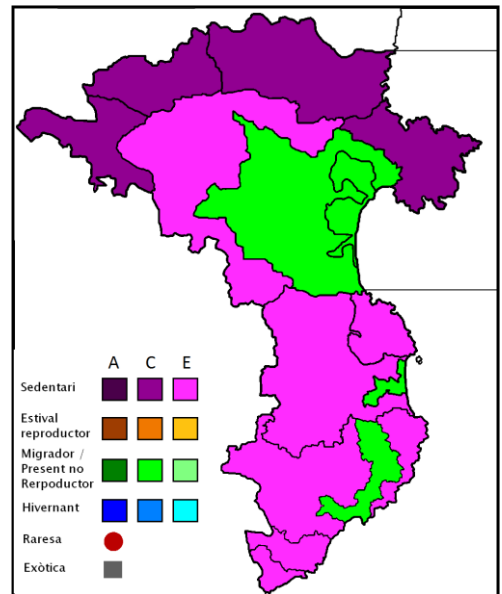 A C E
Sedentari
Estival
reproductor
Migrador /
Present no
Rerpoductor
Hivernant
Raresa
Exòtica